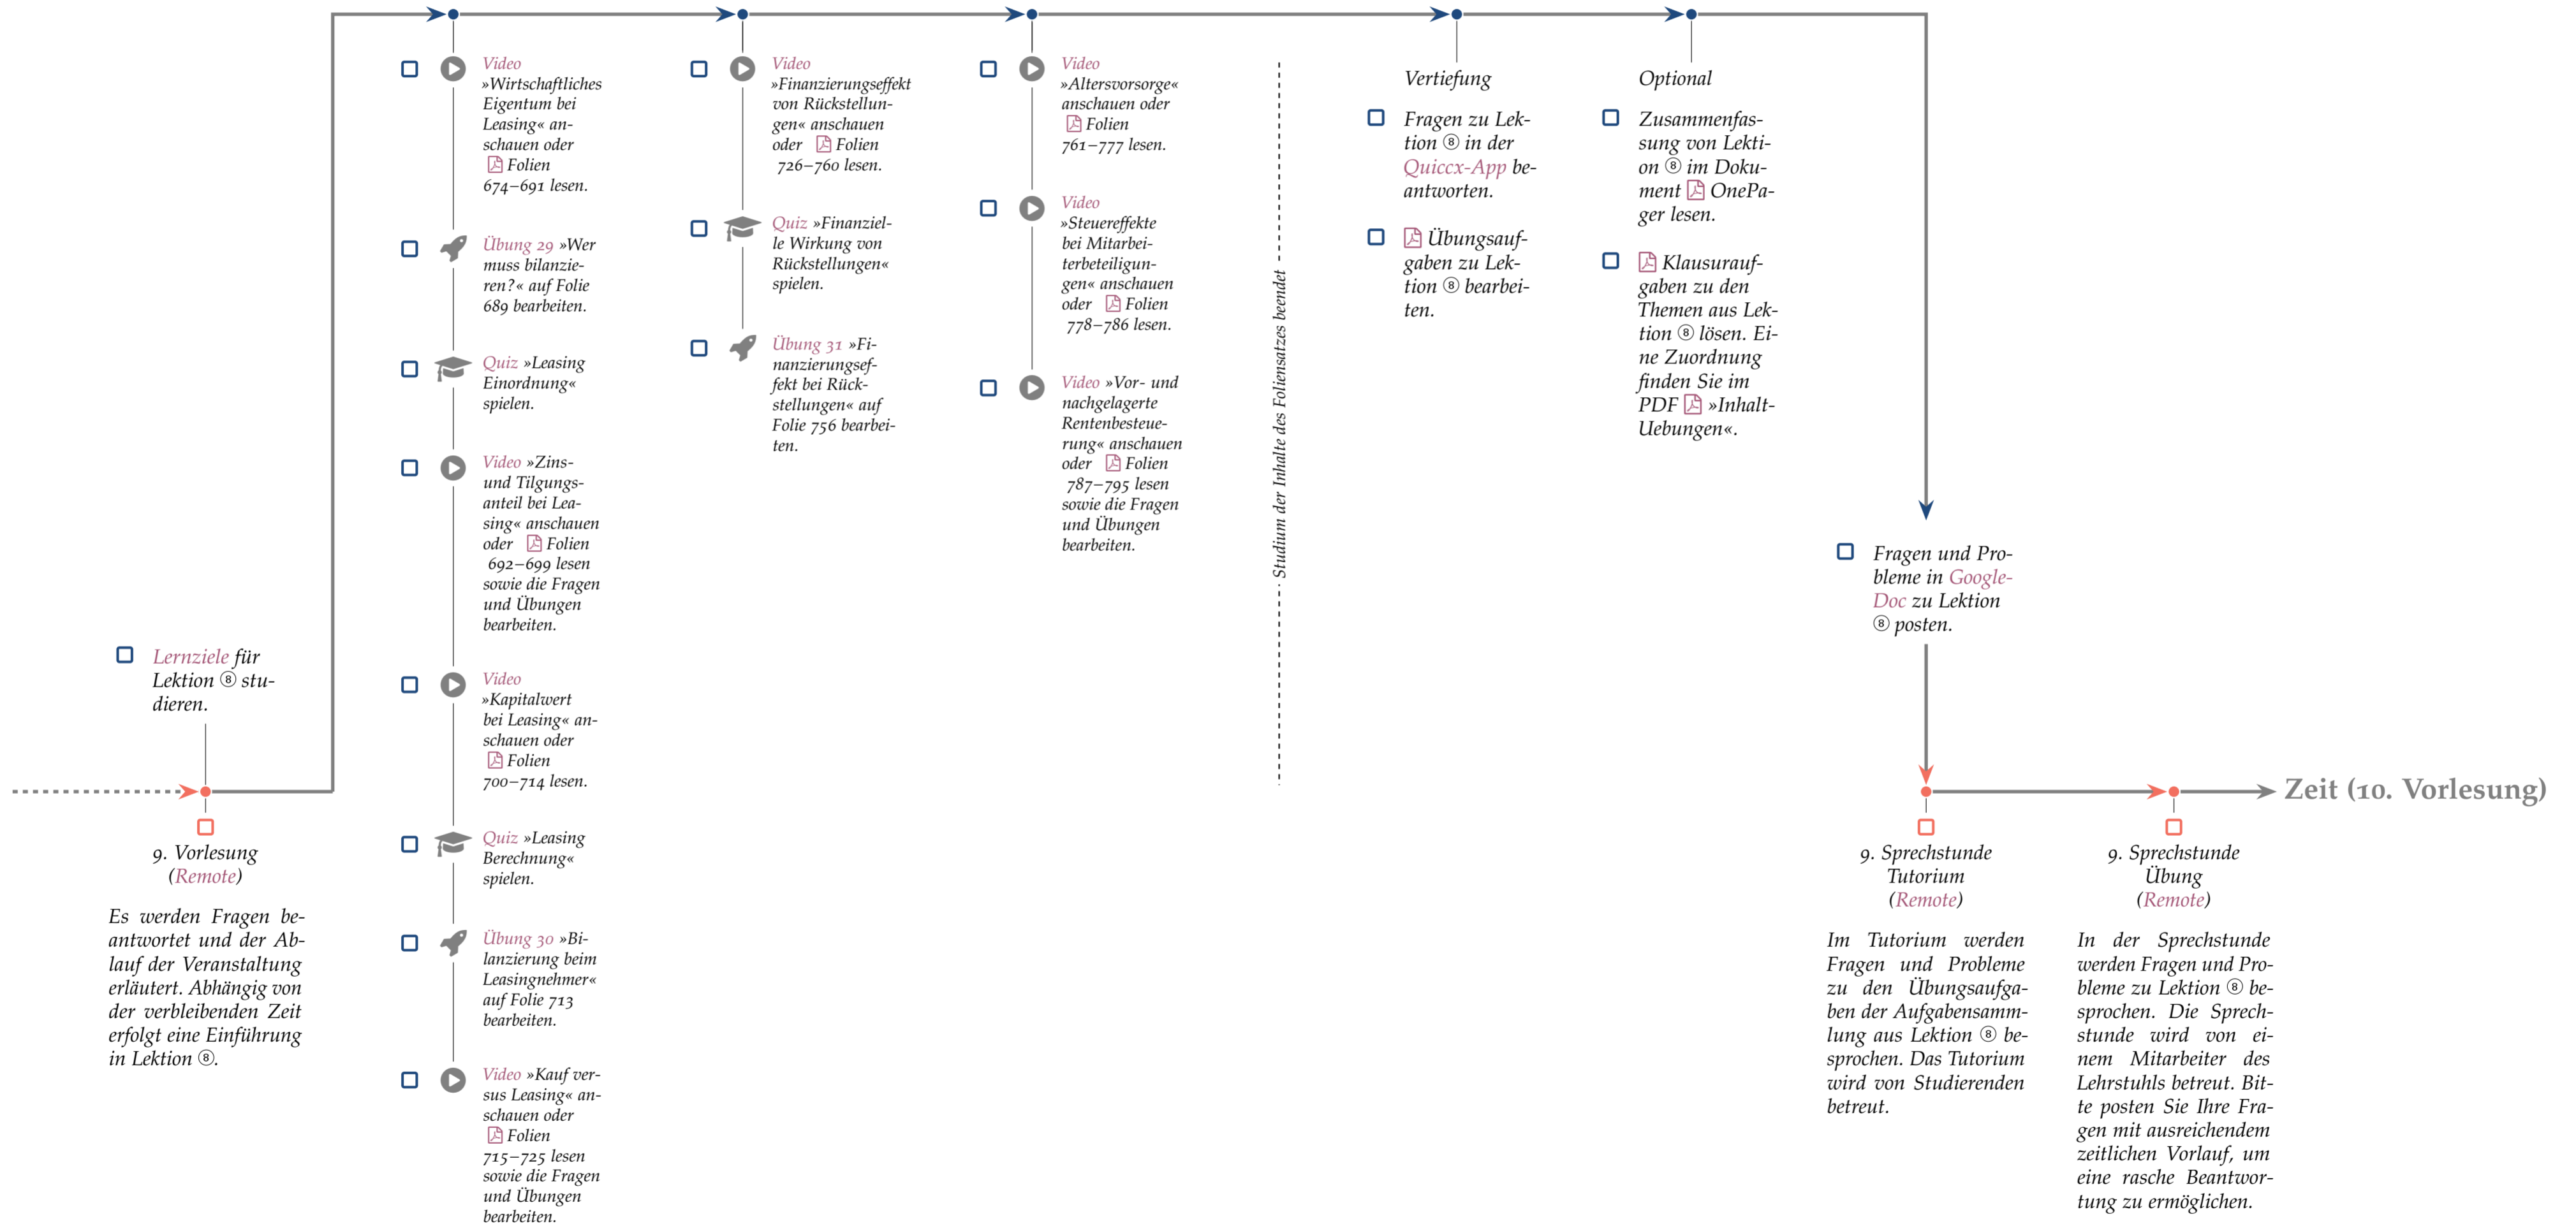 Lernziele für
Lektion ⑧ stu-
dieren.
9. Vorlesung
(Remote)
Es werden Fragen be-
antwortet und der Ab-
lauf der Veranstaltung
erläutert. Abhängig von
der verbleibenden Zeit
erfolgt eine Einführung
in Lektion ⑧.
Video
»Wirtschaftliches
Eigentum bei
Leasing« an-
schauen oder
Folien
674–691 lesen.
Übung 29 »Wer
muss bilanzie-
ren?« auf Folie
689 bearbeiten.
Quiz »Leasing
Einordnung«
spielen.
Video »Zins-
und Tilgungs-
anteil bei Lea-
sing« anschauen
oder Folien
692–699 lesen
sowie die Fragen
und Übungen
bearbeiten.
Video
»Kapitalwert
bei Leasing« an-
schauen oder
Folien
700–714 lesen.
Quiz »Leasing
Berechnung«
spielen.
Übung 30 »Bi-
lanzierung beim
Leasingnehmer«
auf Folie 713
bearbeiten.
Video »Kauf ver-
sus Leasing« an-
schauen oder
Folien
715–725 lesen
sowie die Fragen
und Übungen
bearbeiten.
Video
»Finanzierungseffekt
von Rückstellun-
gen« anschauen
oder Folien
726–760 lesen.
Quiz »Finanziel-
le Wirkung von
Rückstellungen«
spielen.
Übung 31 »Fi-
nanzierungsef-
fekt bei Rück-
stellungen« auf
Folie 756 bearbei-
ten.
Video
»Altersvorsorge«
anschauen oder
Folien
761–777 lesen.
Video
»Steuereffekte
bei Mitarbei-
terbeteiligun-
gen« anschauen
oder Folien
778–786 lesen.
Video »Vor- und
nachgelagerte
Rentenbesteue-
rung« anschauen
oder Folien
787–795 lesen
sowie die Fragen
und Übungen
bearbeiten.
Studium der Inhalte des Foliensatzes beendet
Vertiefung
Fragen zu Lek-
tion ⑧ in der
Quiccx-App be-
antworten.
Übungsauf-
gaben zu Lek-
tion ⑧ bearbei-
ten.
Optional
Zusammenfas-
sung von Lekti-
on ⑧ im Doku-
ment OnePa-
ger lesen.
Klausurauf-
gaben zu den
Themen aus Lek-
tion ⑧ lösen. Ei-
ne Zuordnung
finden Sie im
PDF »Inhalt-
Uebungen«.
Fragen und Pro-
bleme in Google-
Doc zu Lektion
⑧ posten.
9. Sprechstunde
Tutorium
(Remote)
Im Tutorium werden
Fragen und Probleme
zu den Übungsaufga-
ben der Aufgabensamm-
lung aus Lektion ⑧ be-
sprochen. Das Tutorium
wird von Studierenden
betreut.
9. Sprechstunde
Übung
(Remote)
In der Sprechstunde
werden Fragen und Pro-
bleme zu Lektion ⑧ be-
sprochen. Die Sprech-
stunde wird von ei-
nem Mitarbeiter des
Lehrstuhls betreut. Bit-
te posten Sie Ihre Fra-
gen mit ausreichendem
zeitlichen Vorlauf, um
eine rasche Beantwor-
tung zu ermöglichen.
Zeit (10. Vorlesung)